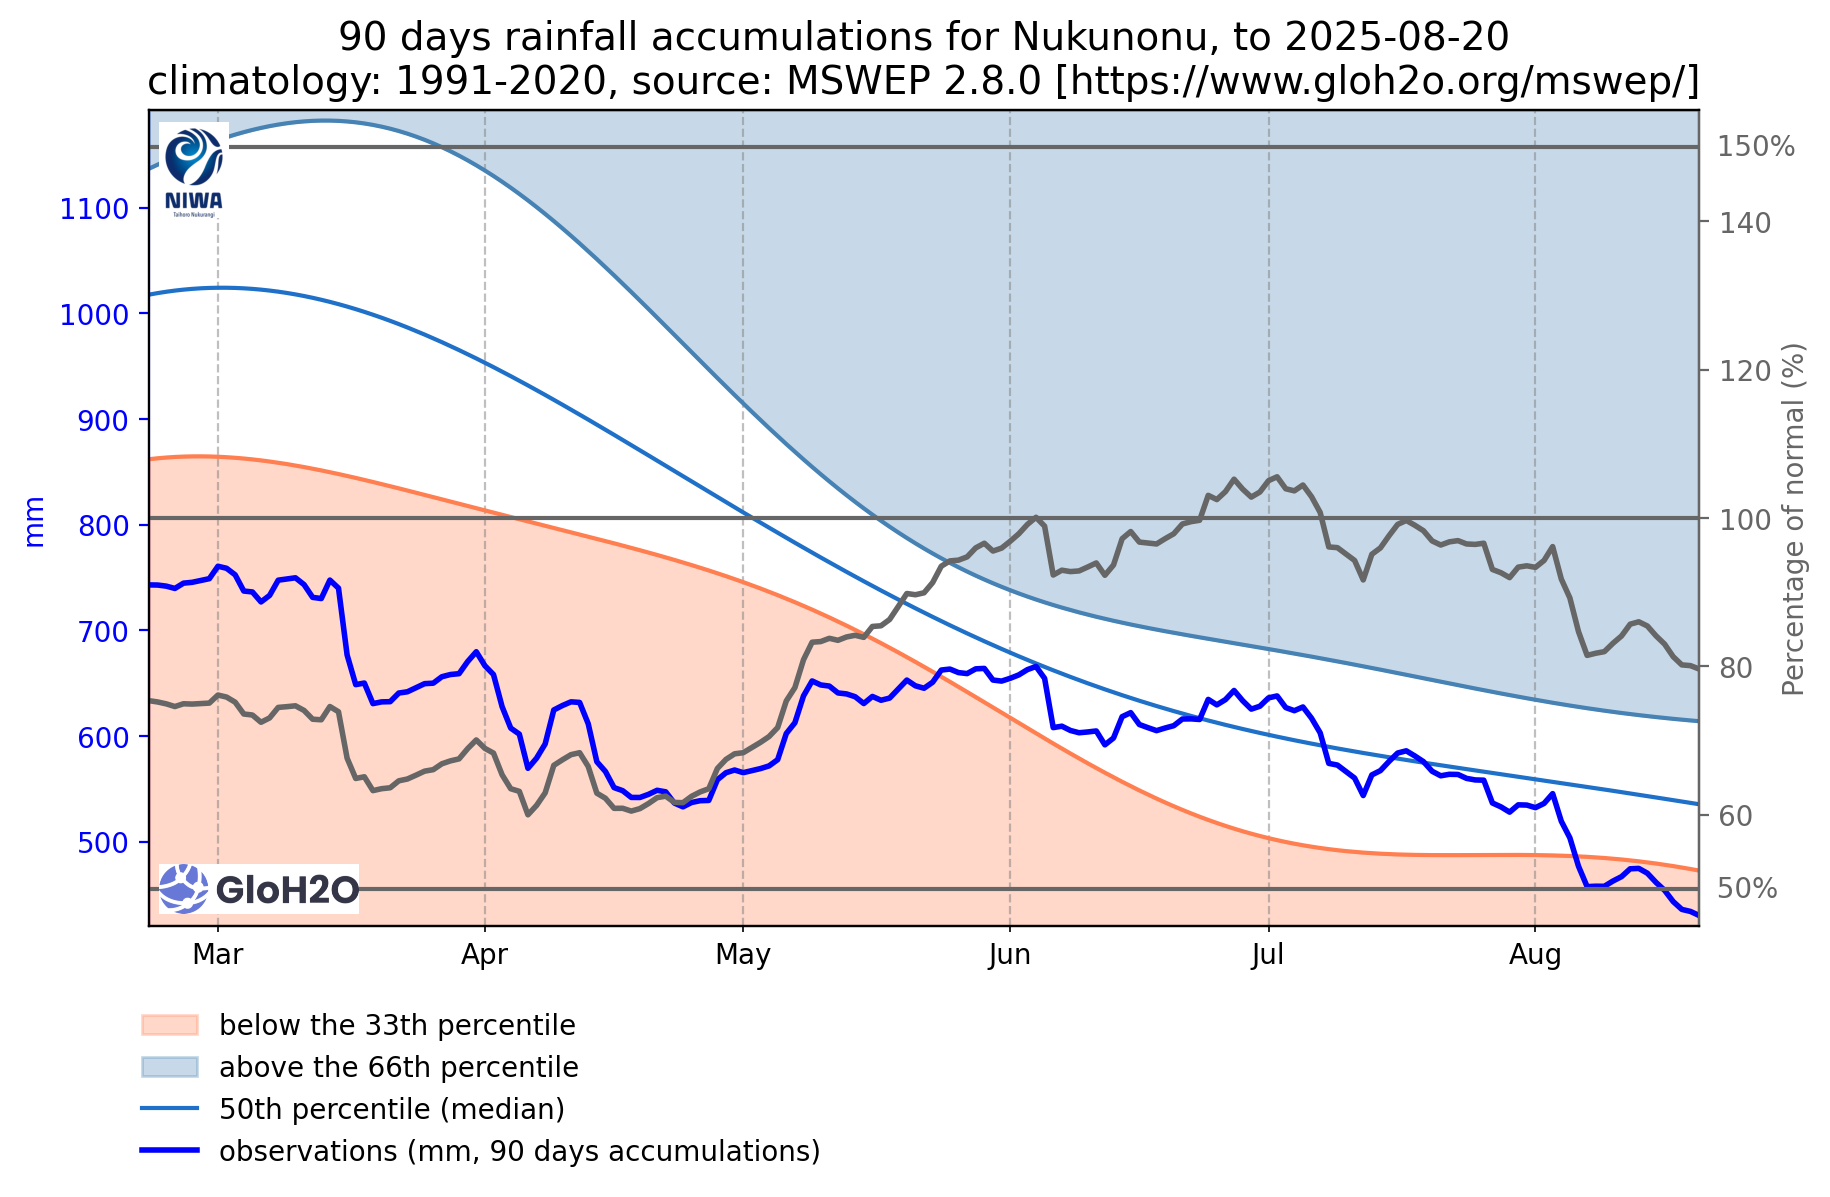 90 days rainfall accumulations for Nukunonu, to 2025-08-20
climatology: 1991-2020, source: MSWEP 2.8.0 [https://www.gloh2o.org/mswep/]
NIWA
Taihoro Nukurangi
1100
1000
900
800
700
600
500
mm
150%
140
120
100
80
60
50%
Percentage of normal (%)
GloH2O
Mar
Apr
May
Jun
Jul
Aug
below the 33th percentile
above the 66th percentile
50th percentile (median)
observations (mm, 90 days accumulations)